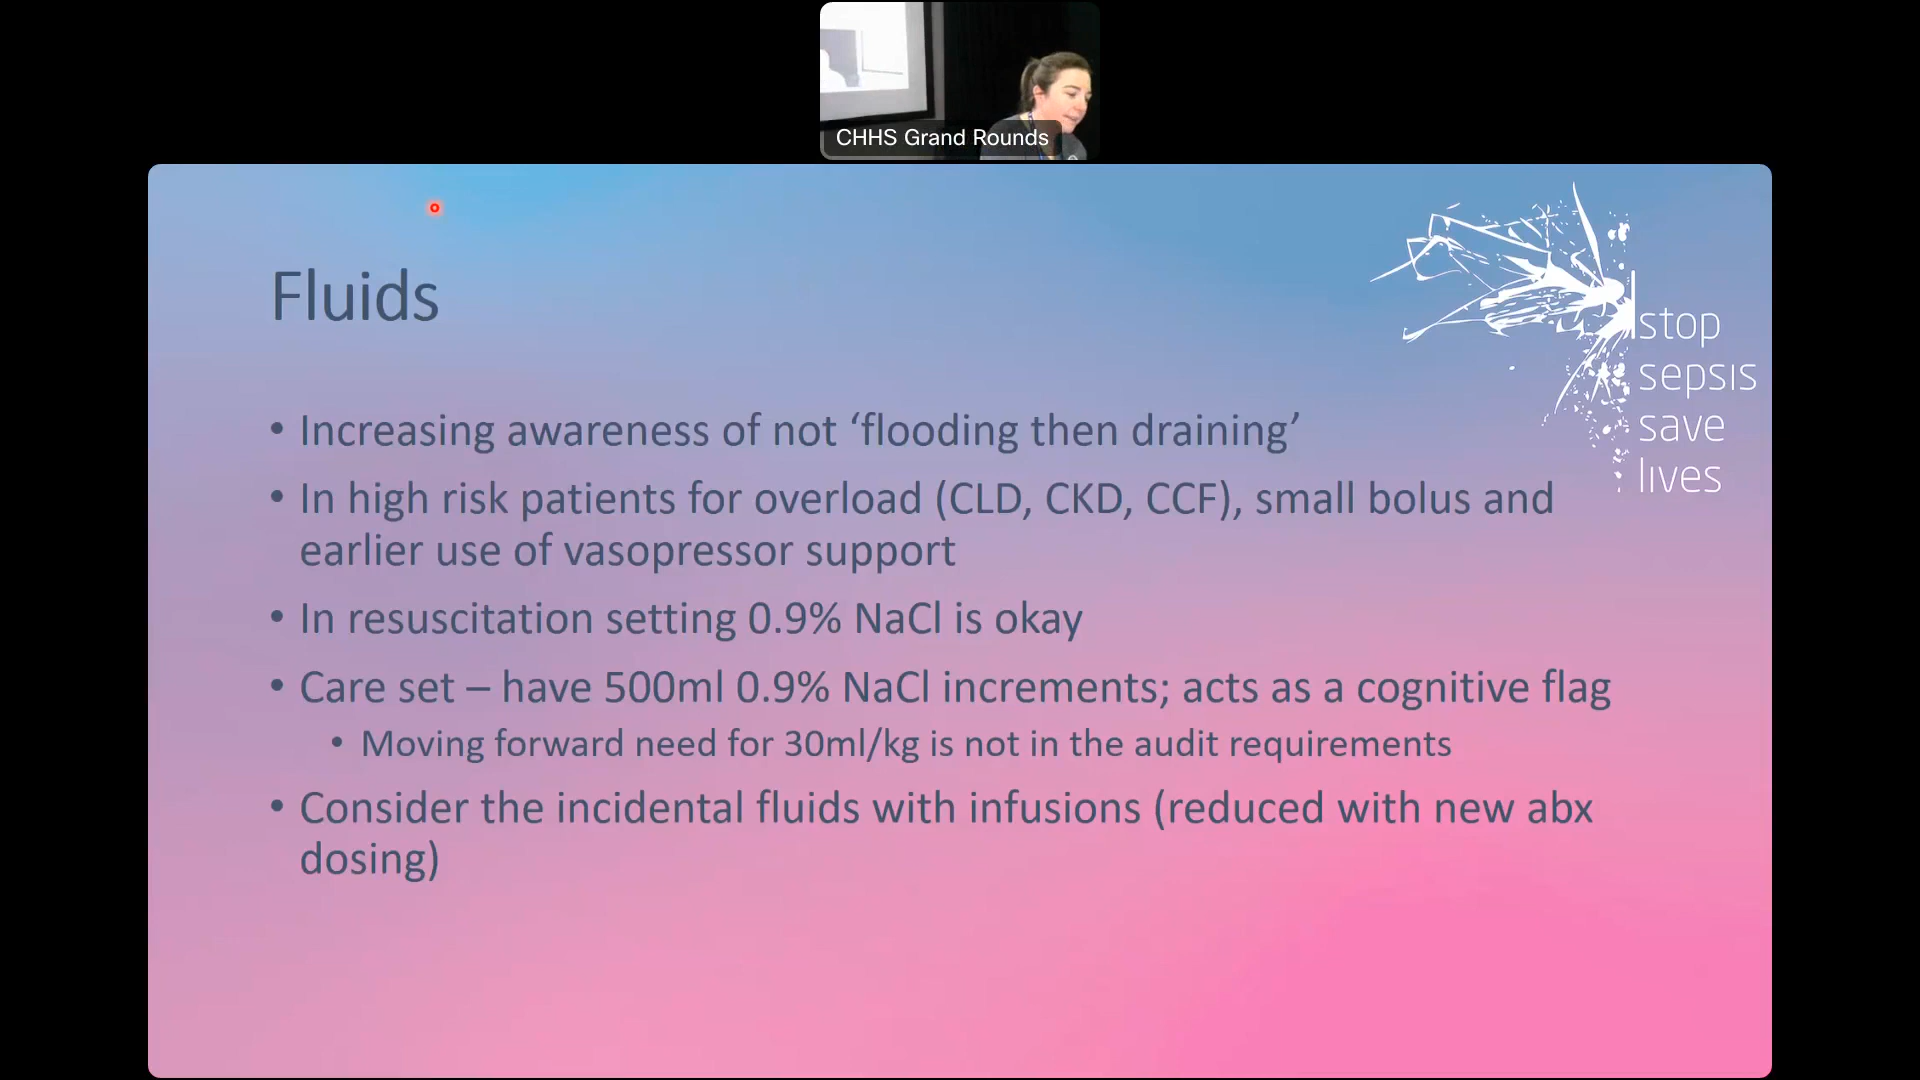 CHHS Grand Rounds
Fluids
stop
sepsis
save
lives
• Increasing awareness of not ‘flooding then draining’
• In high risk patients for overload (CLD, CKD, CCF), small bolus and
earlier use of vasopressor support
• In resuscitation setting 0.9% NaCl is okay
• Care set – have 500ml 0.9% NaCl increments; acts as a cognitive flag
• Moving forward need for 30ml/kg is not in the audit requirements
• Consider the incidental fluids with infusions (reduced with new abx
dosing)